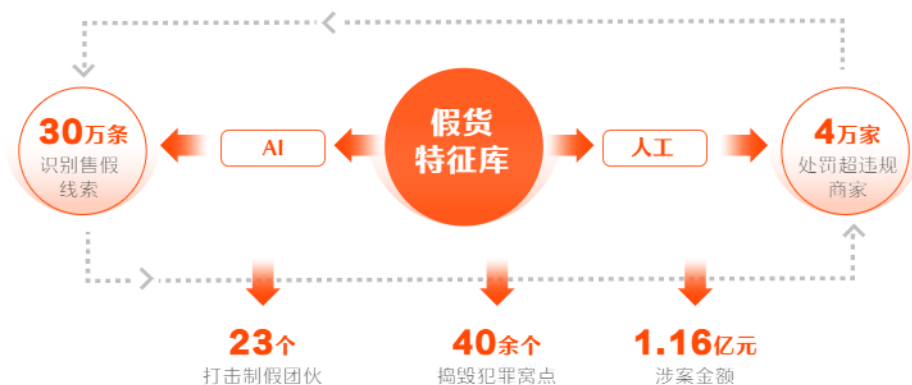 30万条
识别售假
线索
AI
假货
特征库
人工
4万家
处罚超违规
商家
23个
打击制假团伙
40余个
捣毁犯罪窝点
1.16亿元
涉案金额